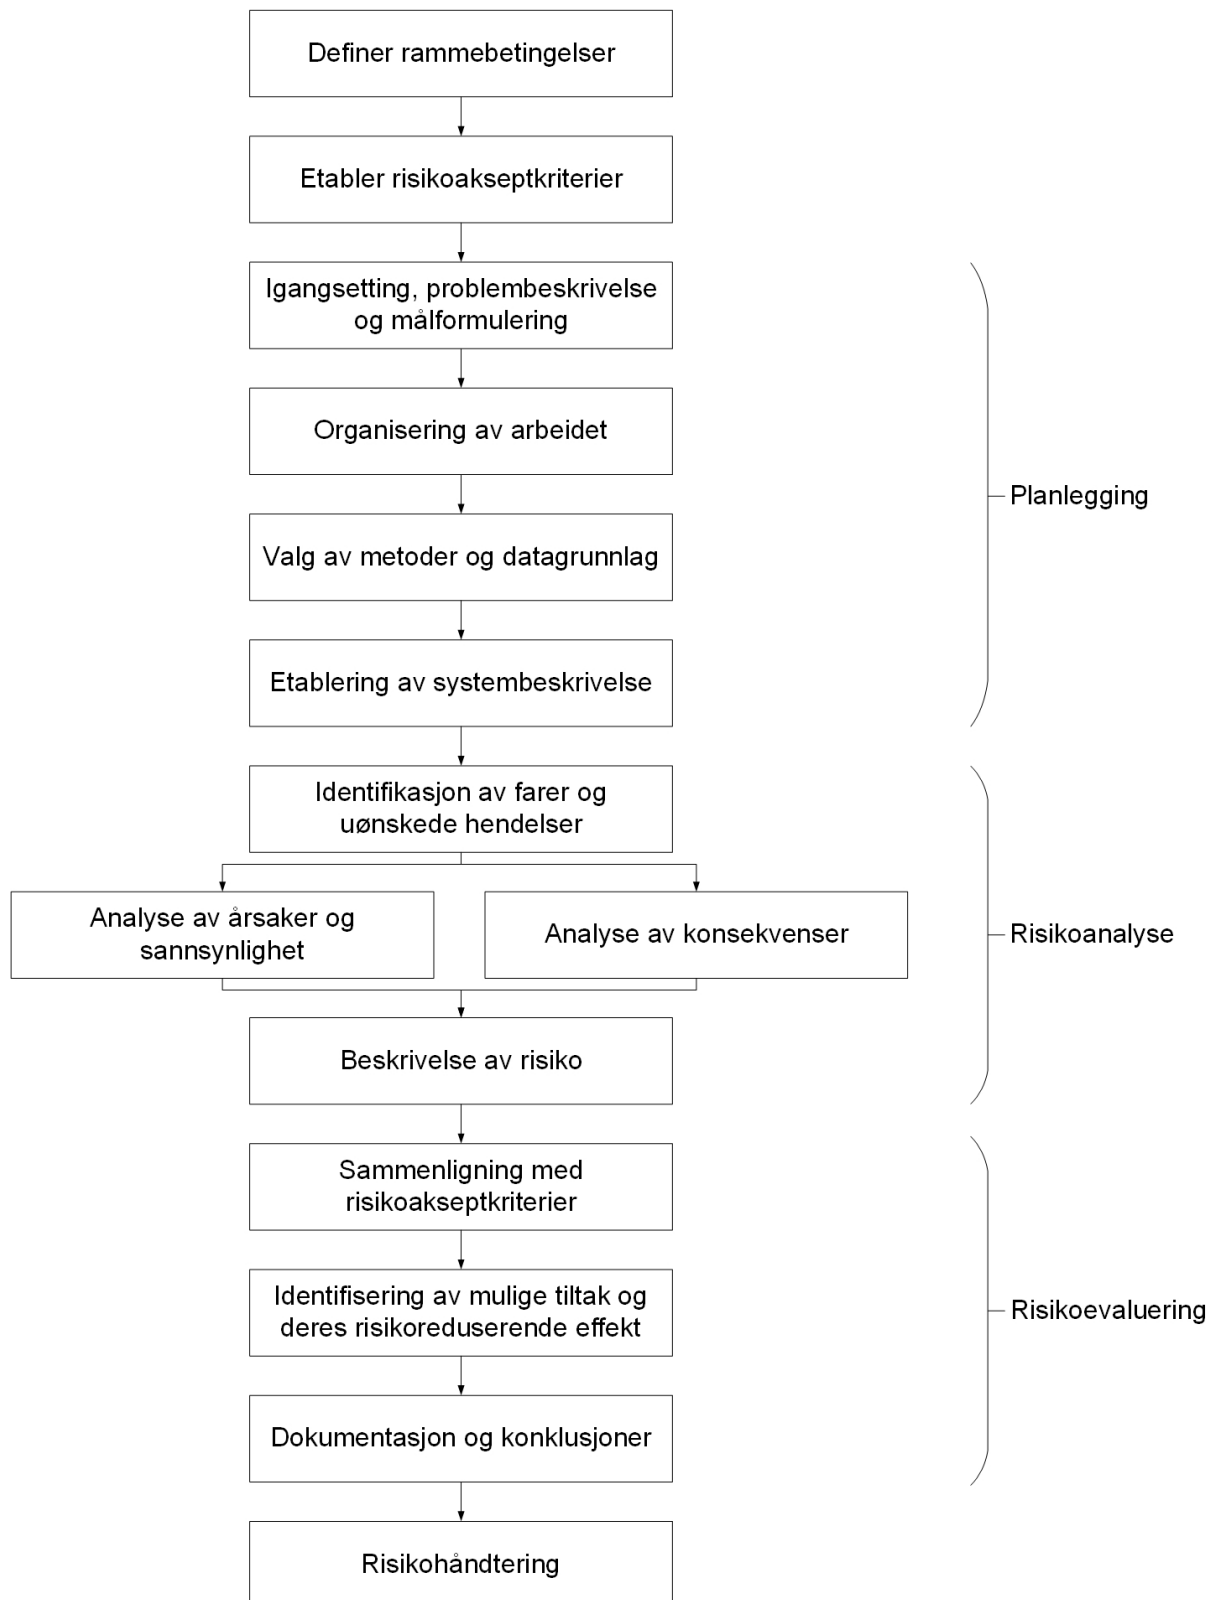 Definer rammebetingelser
Etabler risikoakseptkriterier
Igangsetting, problembeskrivelse
og målformulering
Organisering av arbeidet
Planlegging
Valg av metoder og datagrunnlag
Etablering av systembeskrivelse
Identifikasjon av farer og
uønskede hendelser
Analyse av årsaker og
sannsynlighet
Analyse av konsekvenser
Risikoanalyse
Beskrivelse av risiko
Sammenligning med
risikoakseptkriterier
Identifisering av mulige tiltak og
deres risikoreduserende effekt
Risikoevaluering
Dokumentasjon og konklusjoner
Risikohåndtering